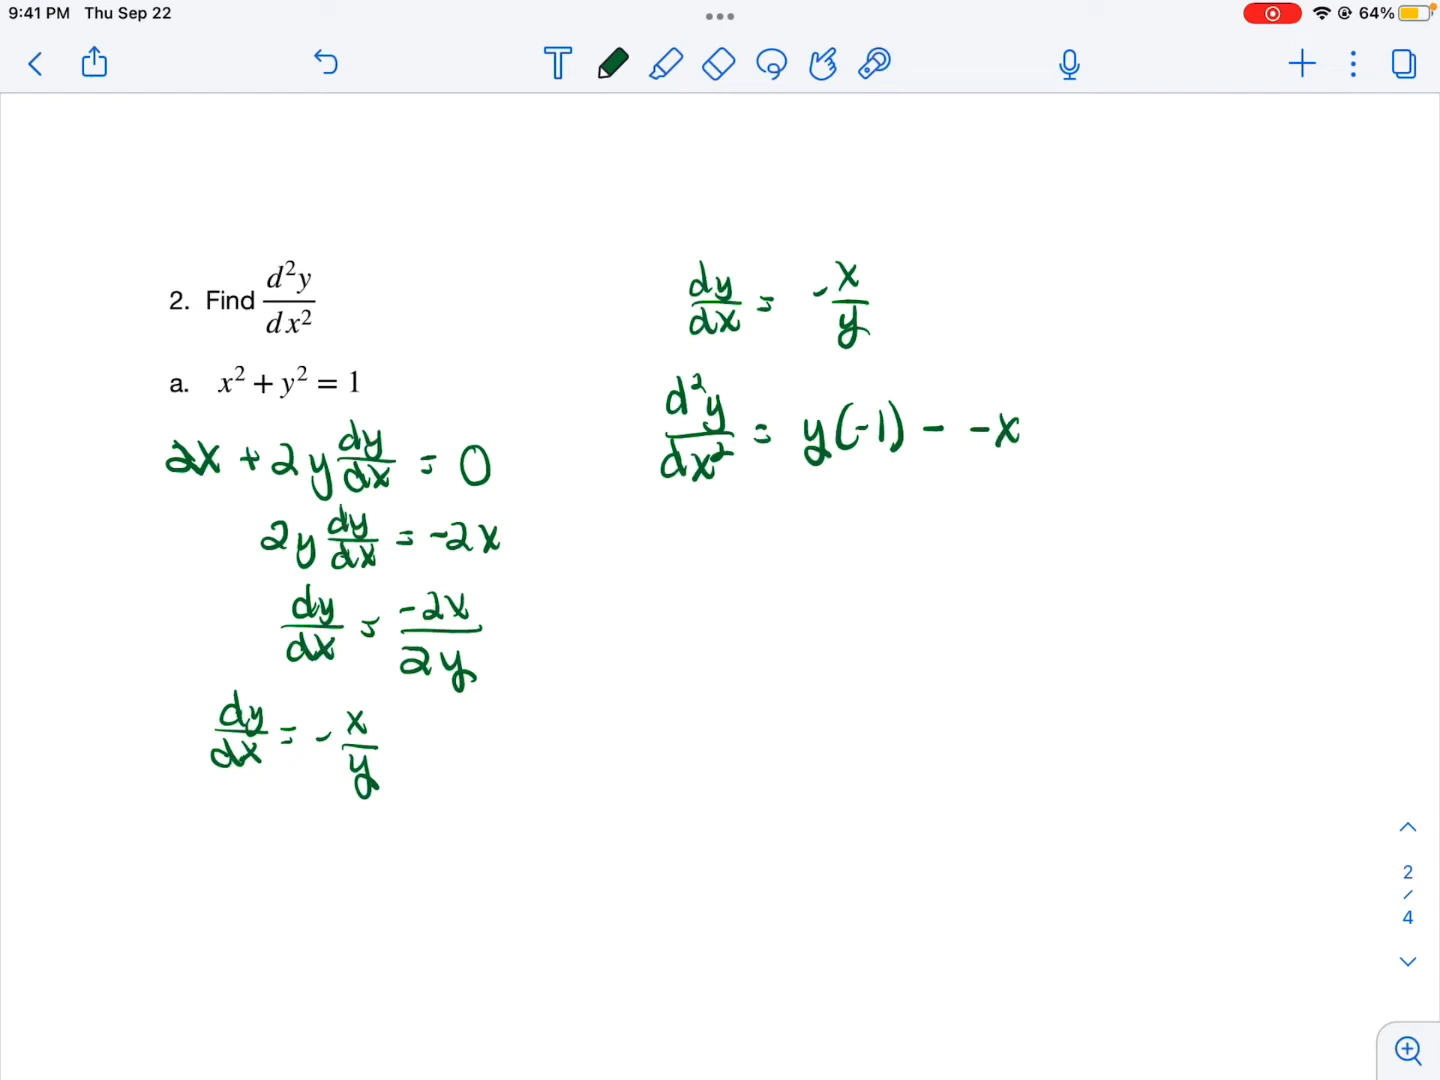 9:41 PM Thu Sep 22
64%
2. Find d²y/dx²
a. x² + y² = 1
2x + 2y dy/dx = 0
2y dy/dx = -2x
dy/dx = -2x/2y
dy/dx = - x/y
dy/dx = - x/y
d²y/dx² = y(-1) - -x
2
/
4